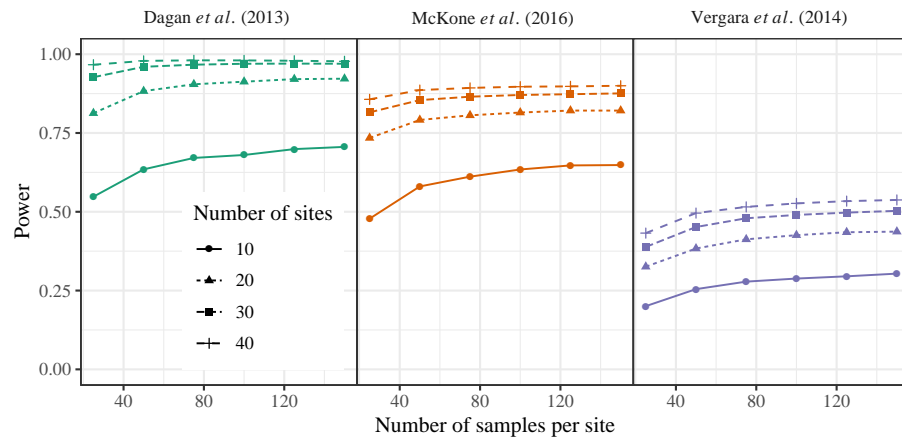 Dagan et al. (2013) McKone et al. (2016) Vergara et al. (2014)
1.00
0.75
0.50
0.25
0.00
Power
Number of sites
10
20
30
40
40 80 120 40 80 120 40 80 120
Number of samples per site